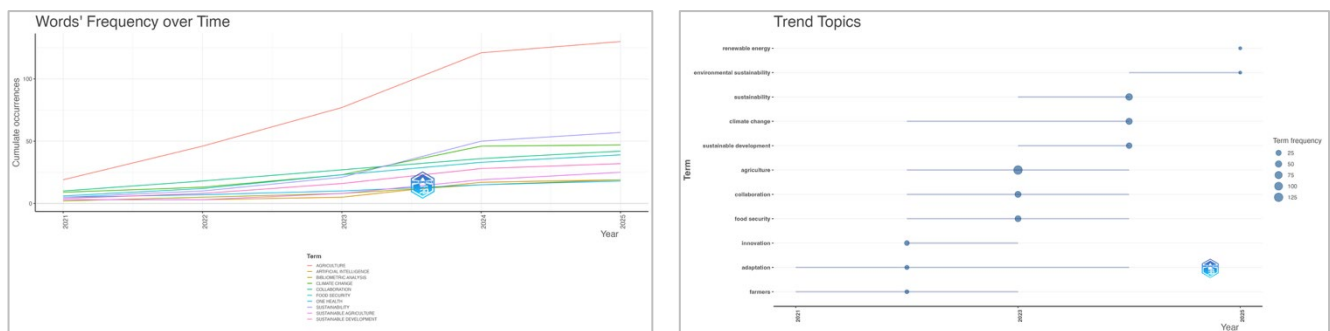 Words' Frequency over Time
Cumulate occurrences
100
50
0
2021
2022
2023
2024
2025
Year
Term
AGRICULTURE
ARTIFICIAL INTELLIGENCE
BIBLIOMETRIC ANALYSIS
CLIMATE CHANGE
COLLABORATION
FOOD SECURITY
ONE HEALTH
SUSTAINABILITY
SUSTAINABLE AGRICULTURE
SUSTAINABLE DEVELOPMENT
Trend Topics
Term
renewable energy
environmental sustainability
sustainability
climate change
sustainable development
agriculture
collaboration
food security
innovation
adaptation
farmers
2021
2023
2025
Year
Term frequency
25
50
75
100
125